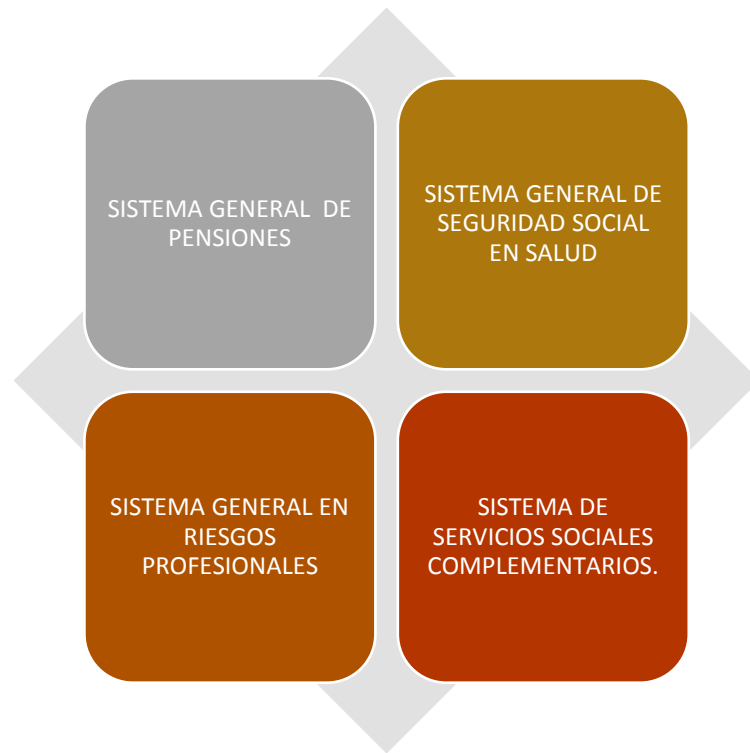 SISTEMA GENERAL DE
PENSIONES
SISTEMA GENERAL DE
SEGURIDAD SOCIAL
EN SALUD
SISTEMA GENERAL EN
RIESGOS
PROFESIONALES
SISTEMA DE
SERVICIOS SOCIALES
COMPLEMENTARIOS.